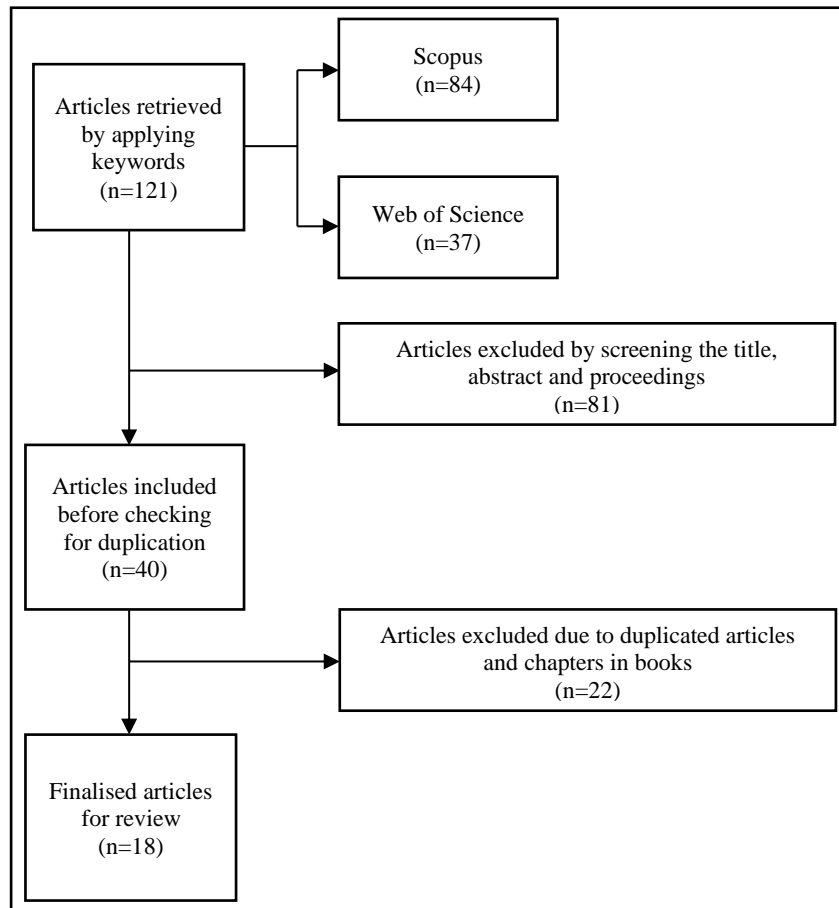 Scopus
(n=84)
Articles retrieved
by applying
keywords
(n=121)
Web of Science
(n=37)
Articles excluded by screening the title,
abstract and proceedings
(n=81)
Articles included
before checking
for duplication
(n=40)
Articles excluded due to duplicated articles
and chapters in books
(n=22)
Finalised articles
for review
(n=18)